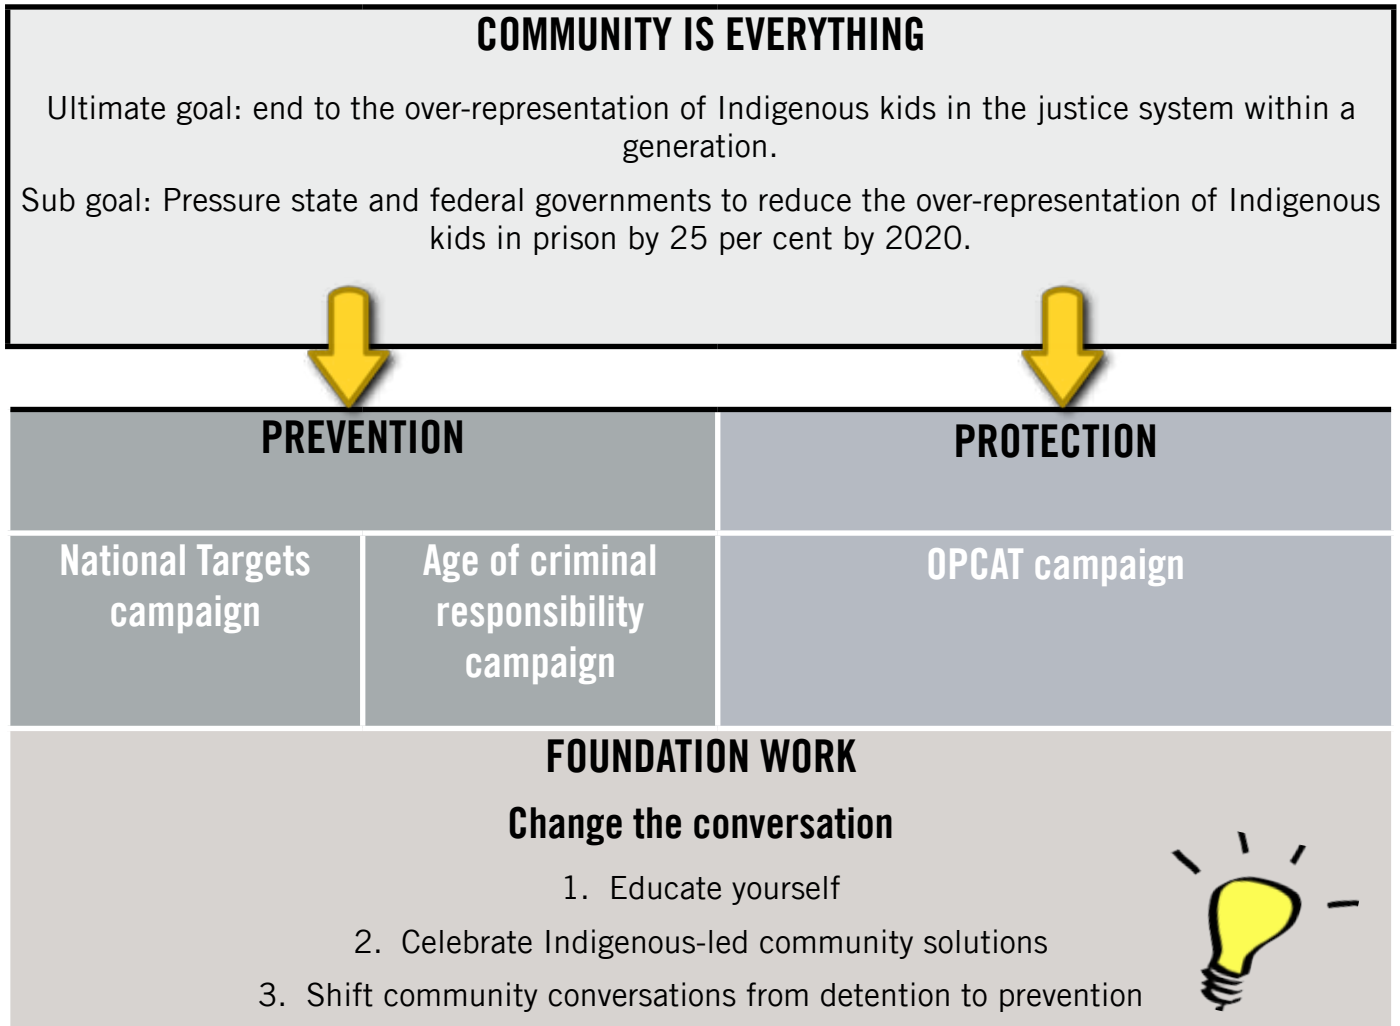 COMMUNITY IS EVERYTHING
Ultimate goal: end to the over-representation of Indigenous kids in the justice system within a
generation.
Sub goal: Pressure state and federal governments to reduce the over-representation of Indigenous
kids in prison by 25 per cent by 2020.
PREVENTION
PROTECTION
National Targets
campaign
Age of criminal
responsibility
campaign
OPCAT campaign
FOUNDATION WORK
Change the conversation
1. Educate yourself
2. Celebrate Indigenous-led community solutions
3. Shift community conversations from detention to prevention